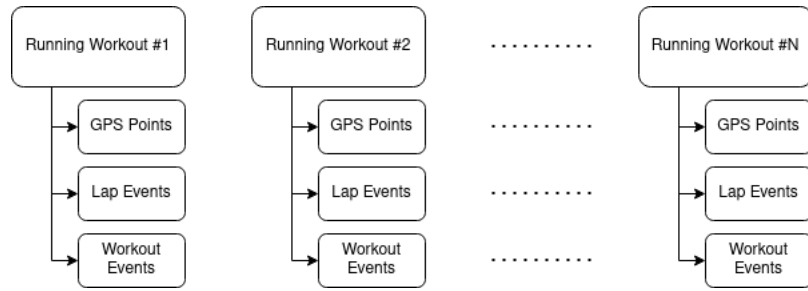 Running Workout #1
Running Workout #2
..........
Running Workout #N
GPS Points
GPS Points
..........
GPS Points
Lap Events
Lap Events
..........
Lap Events
Workout
Events
Workout
Events
..........
Workout
Events